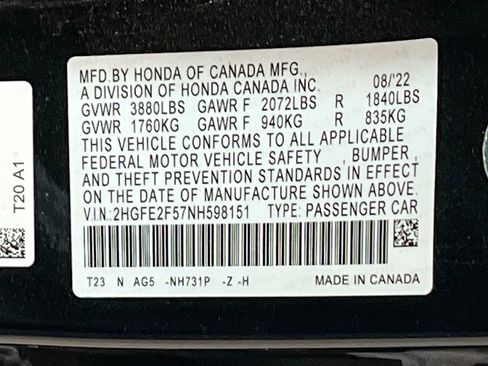 MFD.BY HONDA OF CANADA MFG.,
A DIVISION OF HONDA CANADA INC. 08/'22
GVWR 3880LBS GAWR F 2072LBS R 1840LBS
GVWR 1760KG GAWR F 940KG R 835KG
THIS VEHICLE CONFORMS TO ALL APPLICABLE
FEDERAL MOTOR VEHICLE SAFETY , BUMPER ,
AND THEFT PREVENTION STANDARDS IN EFFECT
ON THE DATE OF MANUFACTURE SHOWN ABOVE.
V.I.N:2HGFE2F57NH598151 TYPE: PASSENGER CAR
T23 N AG5 -NH731P -Z -H MADE IN CANADA
T20 A1